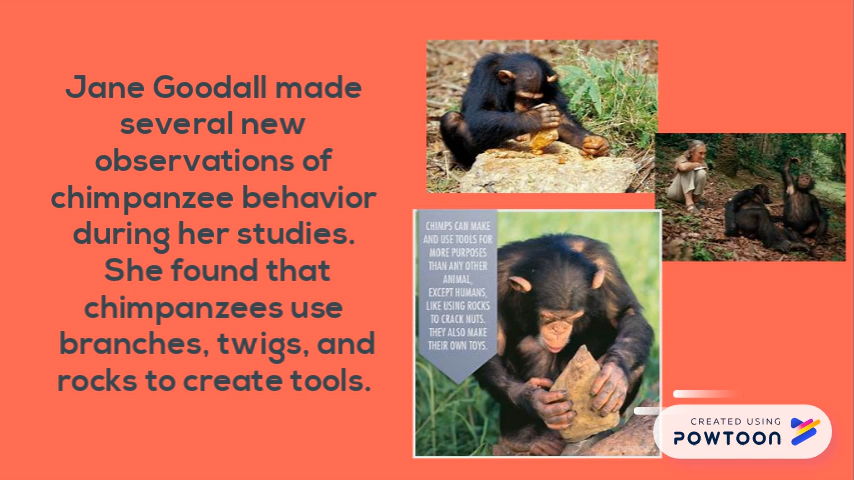 Jane Goodall made
several new
observations of
chimpanzee behavior
during her studies.
She found that
chimpanzees use
branches, twigs, and
rocks to create tools.
CHIMPS CAN MAKE
AND USE TOOLS FOR
MORE PURPOSES
THAN ANY OTHER
ANIMAL,
EXCEPT HUMANS,
LIKE USING ROCKS
TO CRACK NUTS.
THEY ALSO MAKE
THEIR OWN TOYS.
CREATED USING
POWTOON